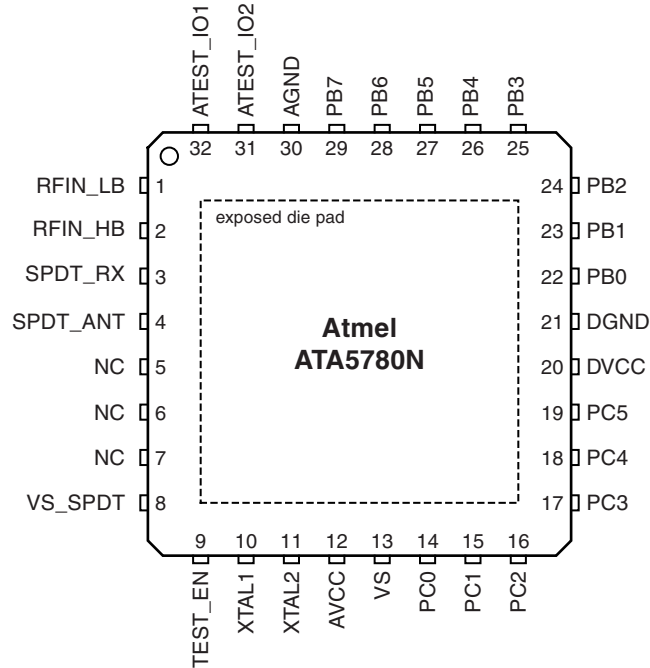 ATEST_IO1
ATEST_IO2
AGND
PB7
PB6
PB5
PB4
PB3
32 31 30 29 28 27 26 25
RFIN_LB 1
RFIN_HB 2
SPDT_RX 3
SPDT_ANT 4
NC 5
NC 6
NC 7
VS_SPDT 8
exposed die pad
Atmel
ATA5780N
24 PB2
23 PB1
22 PB0
21 DGND
20 DVCC
19 PC5
18 PC4
17 PC3
9 10 11 12 13 14 15 16
TEST_EN
XTAL1
XTAL2
AVCC
VS
PC0
PC1
PC2